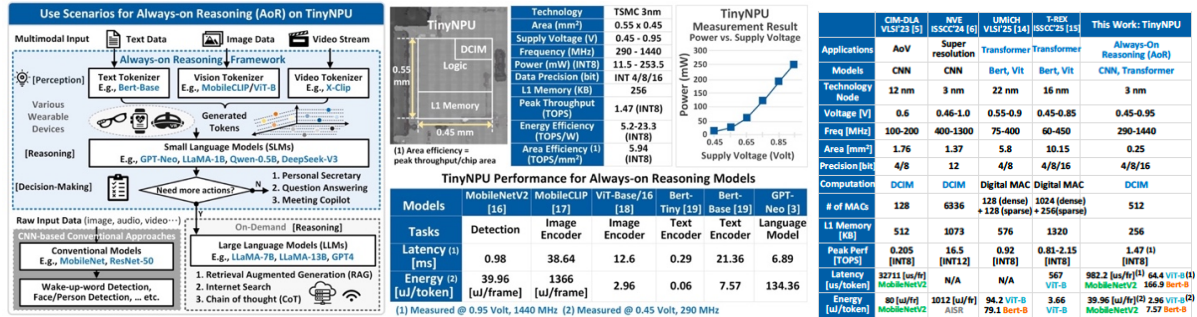 Use Scenarios for Always-on Reasoning (AoR) on TinyNPU
Multimodal Input
Text Data
Image Data
Video Stream
Always-on Reasoning Framework
[Perception]
Text Tokenizer
E.g., Bert-Base
Vision Tokenizer
E.g., MobileCLIP/ViT-B
Video Tokenizer
E.g., X-Clip
Various
Wearable
Devices
Generated
Tokens
[Reasoning]
Small Language Models (SLMs)
E.g., GPT-Neo, LLaMA-1B, Qwen-0.5B, DeepSeek-V3
[Decision-Making]
Need more actions?
N
Y
1. Personal Secretary
2. Question Answering
3. Meeting Copilot
Raw Input Data (image, audio, video⋯)
CNN-based Conventional Approaches
Conventional Models
E.g., MobileNet, ResNet-50
Wake-up-word Detection,
Face/Person Detection, ... etc.
On-Demand [Reasoning]
Large Language Models (LLMs)
E.g., LLaMA-7B, LLaMA-13B, GPT4
1. Retrieval Augmented Generation (RAG)
2. Internet Search
3. Chain of thought (CoT)
TinyNPU
DCIM
Logic
L1 Memory
0.55 mm
0.45 mm
(1) Area efficiency =
peak throughput/chip area
Technology TSMC 3nm
Area (mm²) 0.55 x 0.45
Supply Voltage (V) 0.45 - 0.95
Frequency (MHz) 290 - 1440
Power (mW) (INT8) 11.5 - 253.5
Data Precision (bit) INT 4/8/16
L1 Memory (KB) 256
Peak Throughput (TOPS) 1.47 (INT8)
Energy Efficiency (TOPS/W) 5.2-23.3 (INT8)
Area Efficiency (1) (TOPS/mm²) 5.94 (INT8)
TinyNPU
Measurement Result
Power vs. Supply Voltage
Power (mW)
300
250
200
150
100
50
0
0.45 0.65 0.85
Supply Voltage (Volt)
TinyNPU Performance for Always-on Reasoning Models
Models MobileNetV2 [16] MobileCLIP [17] ViT-Base/16 [18] Bert-Tiny [19] Bert-Base [19] GPT-Neo [3]
Tasks Detection Image Encoder Image Encoder Text Encoder Text Encoder Language Model
Latency (1) [ms] 0.98 38.64 12.6 0.29 21.36 6.89
Energy (2) [uJ/token] 39.96 [uJ/frame] 1366 [uJ/frame] 2.96 0.06 7.57 134.36
(1) Measured @ 0.95 Volt, 1440 MHz (2) Measured @ 0.45 Volt, 290 MHz
CIM-DLA VLSI'23 [5] NVE ISSCC'24 [6] UMiCH VLSI'25 [14] T-REX ISSCC'25 [15] This Work: TinyNPU
Applications AoV Super resolution Transformer Transformer Always-On Reasoning (AoR)
Models CNN CNN Bert, Vit Bert, Vit CNN, Transformer
Technology Node 12 nm 3 nm 22 nm 16 nm 3 nm
Voltage [V] 0.6 0.46-1.0 0.55-0.9 0.45-0.85 0.45-0.95
Freq [MHz] 100-200 400-1300 75-400 60-450 290-1440
Area [mm²] 1.76 1.37 5.8 10.15 0.25
Precision[bit] 4/8 12 4/8 4/8/16 4/8/16
Computation DCIM DCIM Digital MAC Digital MAC DCIM
# of MACs 128 6336 128 (dense) + 128 (sparse) 1024 (dense) + 256(sparse) 512
L1 Memory [KB] 512 1073 576 1320 256
Peak Perf [TOPS] 0.205 [INT8] 16.5 [INT12] 0.92 [INT8] 0.81-2.15 [INT8] 1.47(1) [INT8]
Latency [us/token] 32711 [us/fr] MobileNetV2 N/A N/A 567 ViT-B 982.2 [us/fr](1) MobileNetV2 64.4 ViT-B(1) 166.9 Bert-B
Energy [uJ/token] 80 [uJ/fr] MobileNetV2 1012 [uJ/fr] AISR 94.2 ViT-B 79.1 Bert-B 3.66 ViT-B 39.96 [uJ/fr](2) MobileNetV2 2.96 ViT-B(2) 7.57 Bert-B